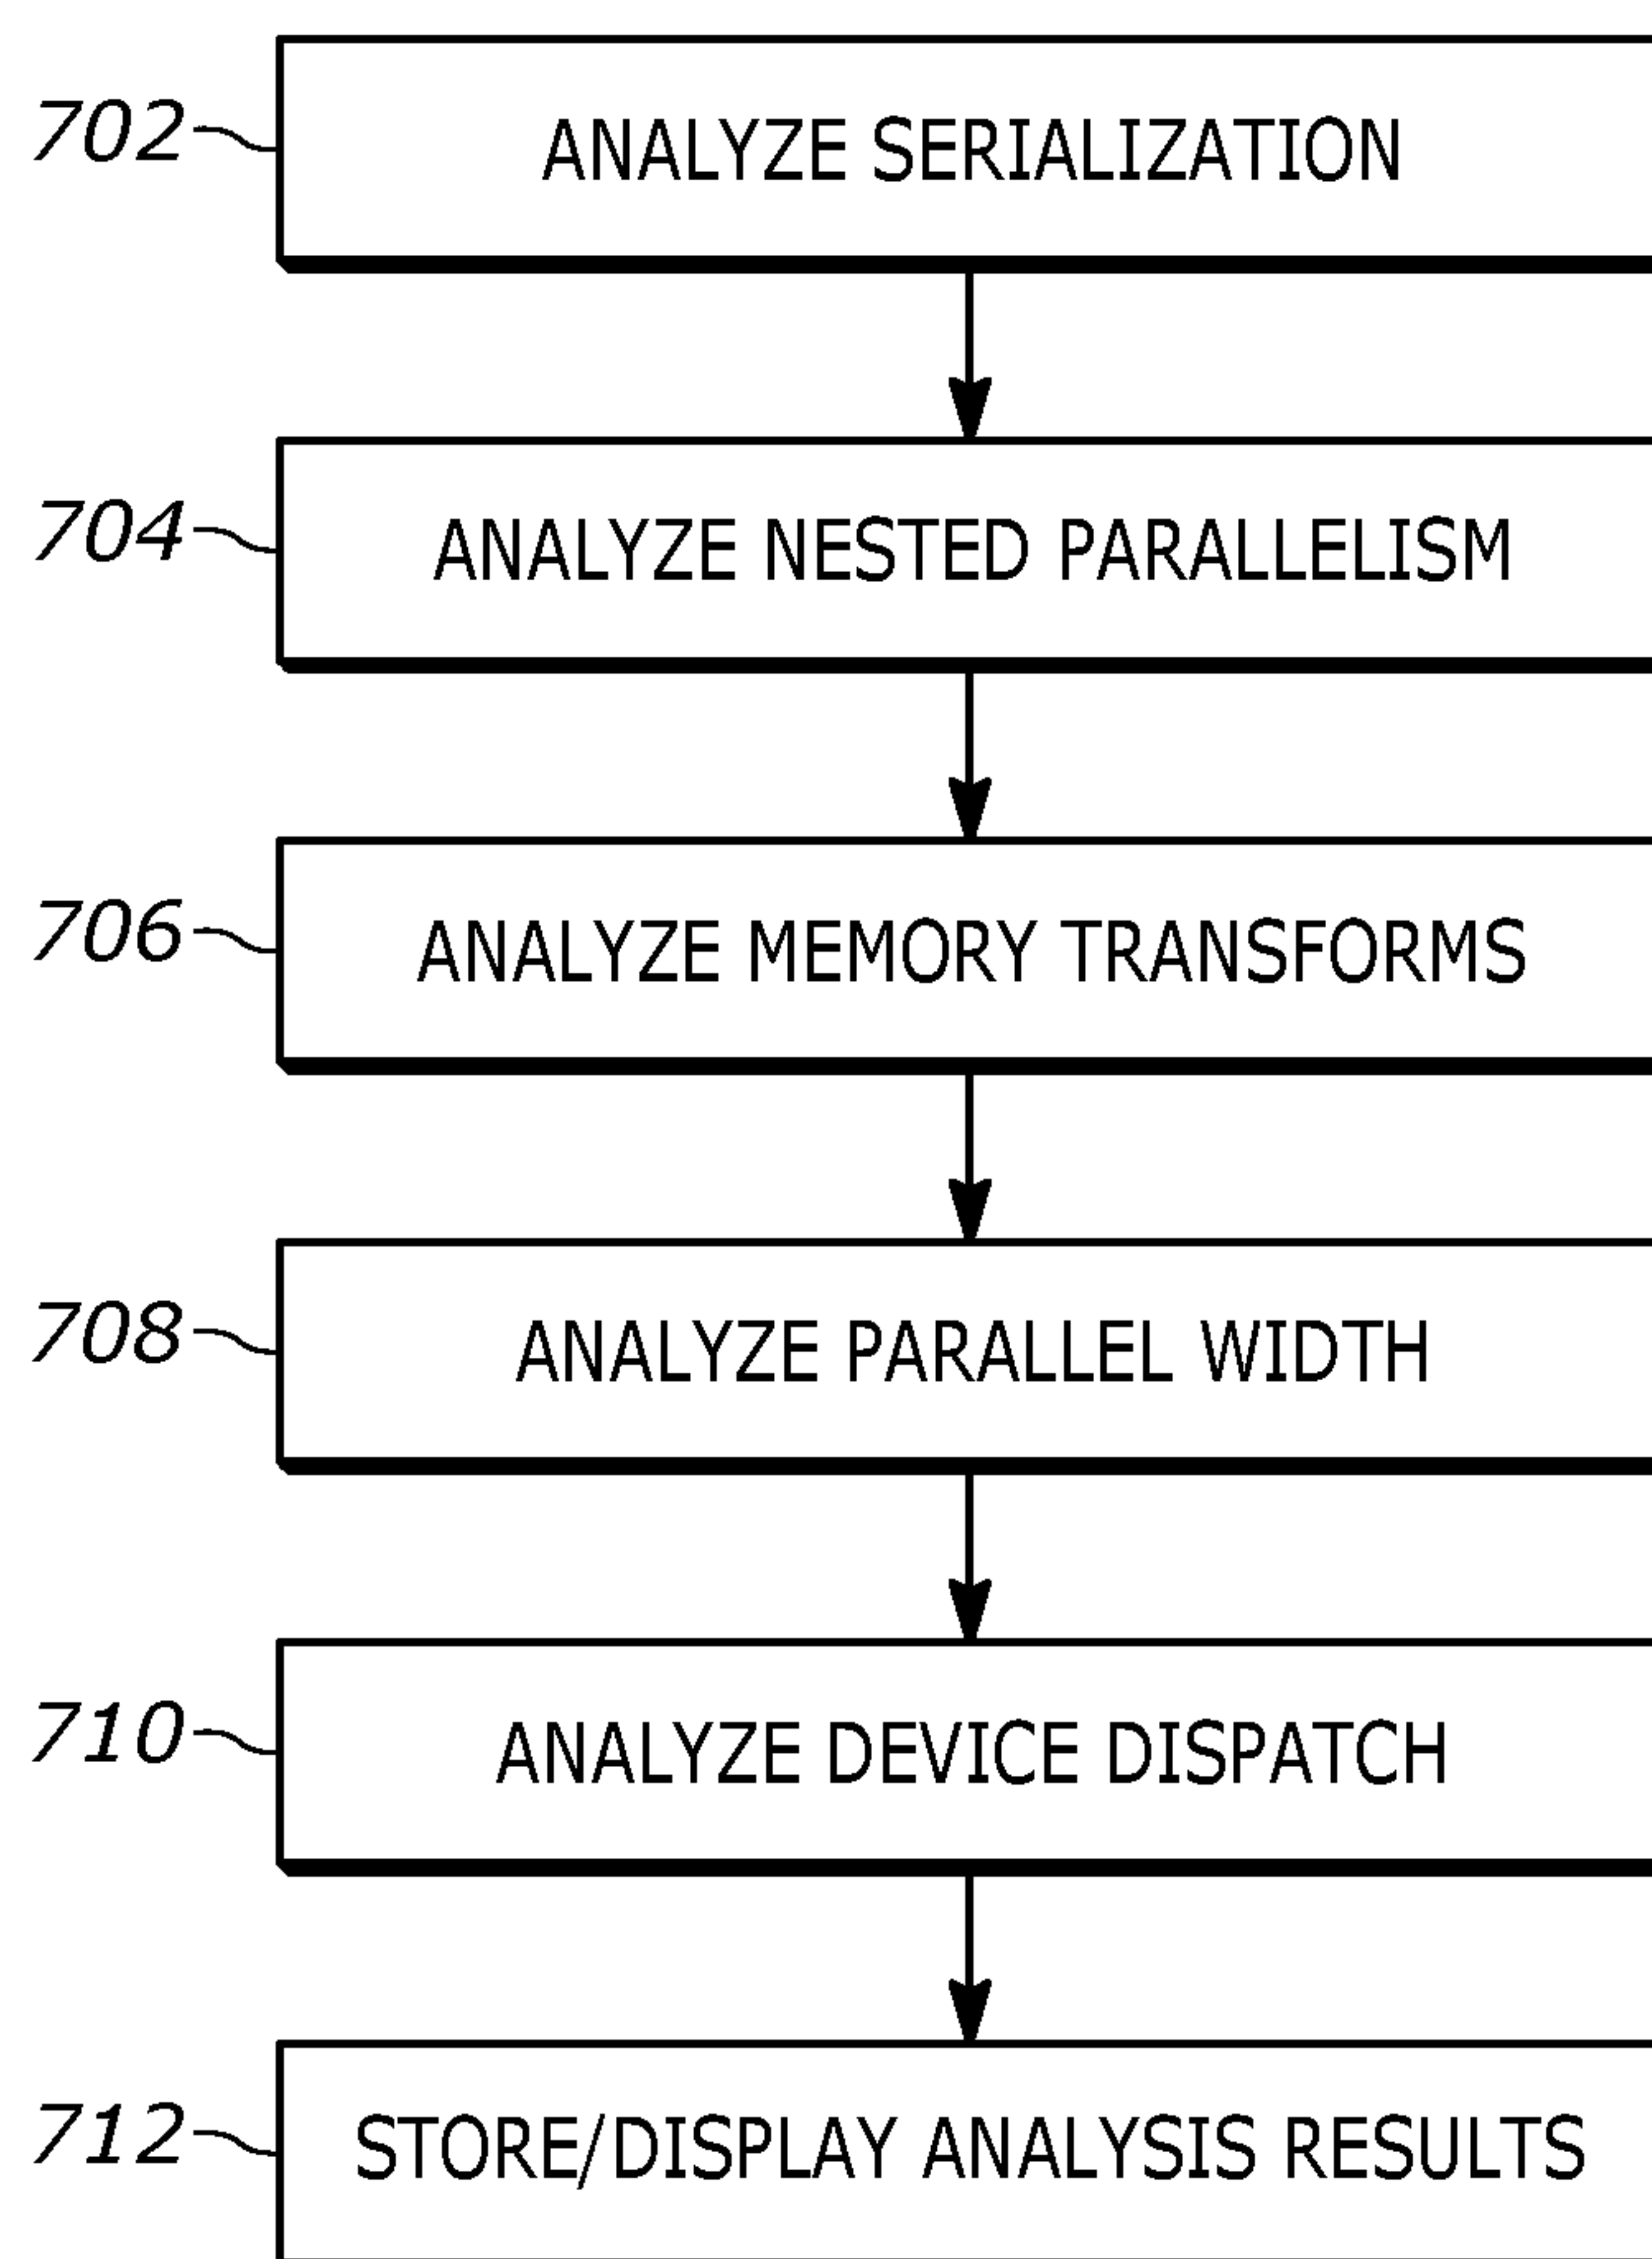 702 ANALYZE SERIALIZATION
704 ANALYZE NESTED PARALLELISM
706 ANALYZE MEMORY TRANSFORMS
708 ANALYZE PARALLEL WIDTH
710 ANALYZE DEVICE DISPATCH
712 STORE/DISPLAY ANALYSIS RESULTS